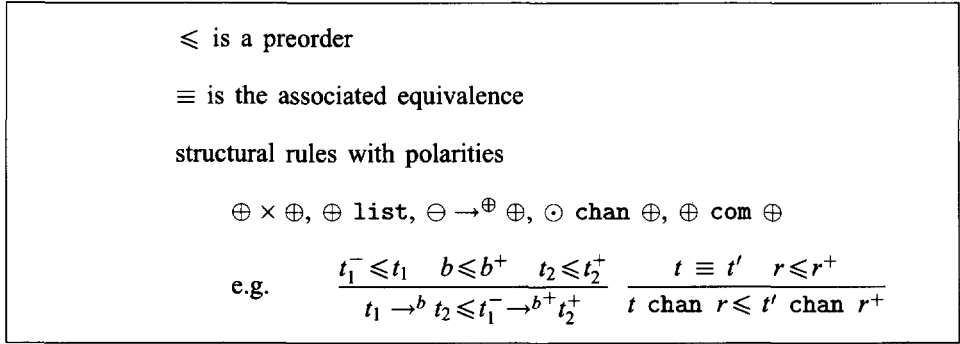 ⩽ is a preorder
≡ is the associated equivalence
structural rules with polarities
⊕ × ⊕, ⊕ list, ⊖ →^⊕ ⊕, ⊙ chan ⊕, ⊕ com ⊕
e.g. t₁⁻ ⩽ t₁ b ⩽ b⁺ t₂ ⩽ t₂⁺ t ≡ t′ r ⩽ r⁺
t₁ →^b t₂ ⩽ t₁⁻ →^b⁺ t₂⁺ t chan r ⩽ t′ chan r⁺